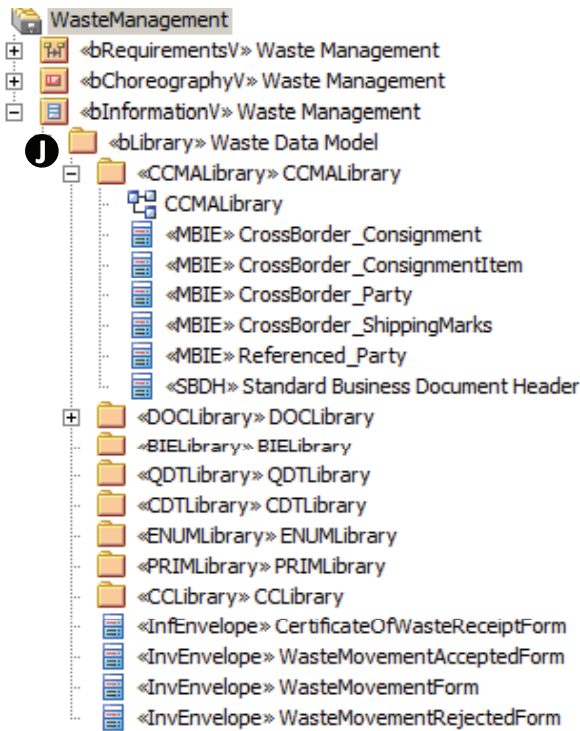 WasteManagement
«bRequirementsV» Waste Management
«bChoreographyV» Waste Management
«bInformationV» Waste Management
J
«bLibrary» Waste Data Model
«CCMALibrary» CCMALibrary
CCMALibrary
«MBIE» CrossBorder_Consignment
«MBIE» CrossBorder_ConsignmentItem
«MBIE» CrossBorder_Party
«MBIE» CrossBorder_ShippingMarks
«MBIE» Referenced_Party
«SBDH» Standard Business Document Header
«DOCLibrary» DOCLibrary
«BIELibrary» BIELibrary
«QDTLibrary» QDTLibrary
«CDTLibrary» CDTLibrary
«ENUMLibrary» ENUMLibrary
«PRIMLibrary» PRIMLibrary
«CCLibrary» CCLibrary
«InfEnvelope» CertificateOfWasteReceiptForm
«InvEnvelope» WasteMovementAcceptedForm
«InvEnvelope» WasteMovementForm
«InvEnvelope» WasteMovementRejectedForm